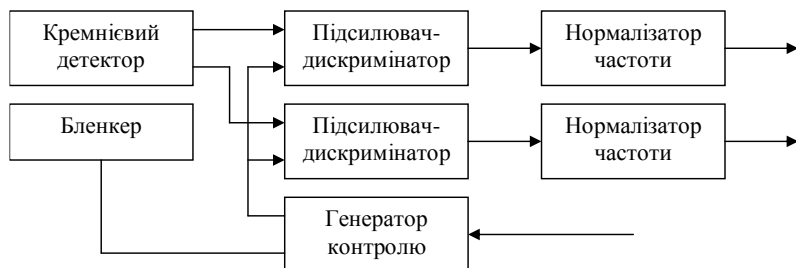 Кремнієвий
детектор
Підсилювач-
дискримінатор
Нормалізатор
частоти
Бленкер
Підсилювач-
дискримінатор
Нормалізатор
частоти
Генератор
контролю